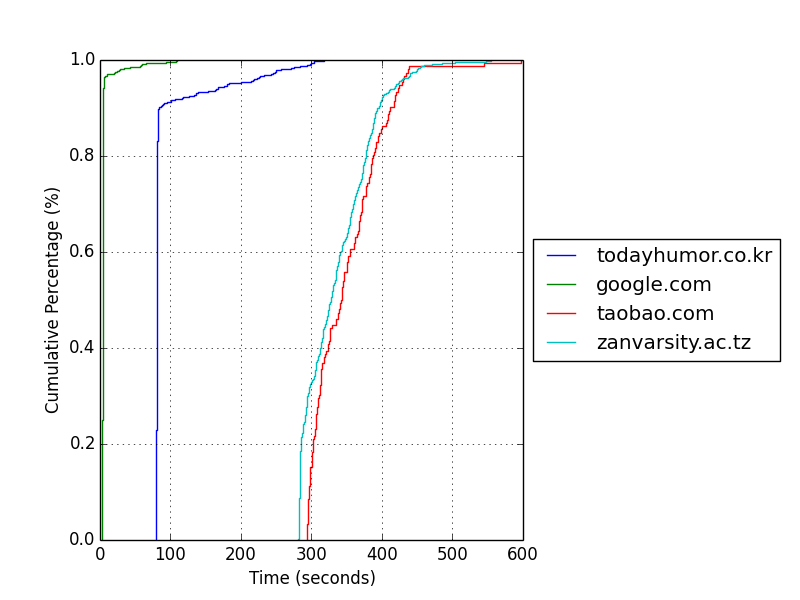 1.0
0.8
0.6
0.4
0.2
0.0
Cumulative Percentage (%)
0 100 200 300 400 500 600
Time (seconds)
todayhumor.co.kr
google.com
taobao.com
zanvarsity.ac.tz